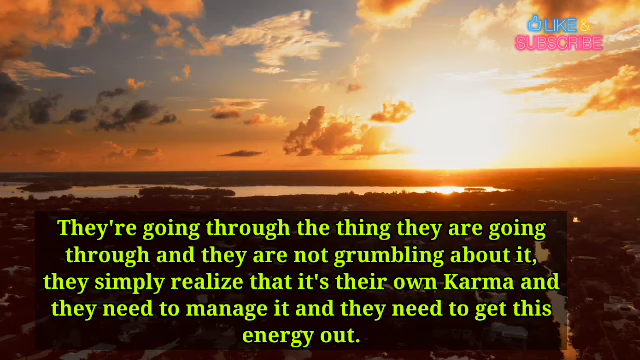 LIKE &
SUBSCRIBE
They're going through the thing they are going
through and they are not grumbling about it,
they simply realize that it's their own Karma and
they need to manage it and they need to get this
energy out.